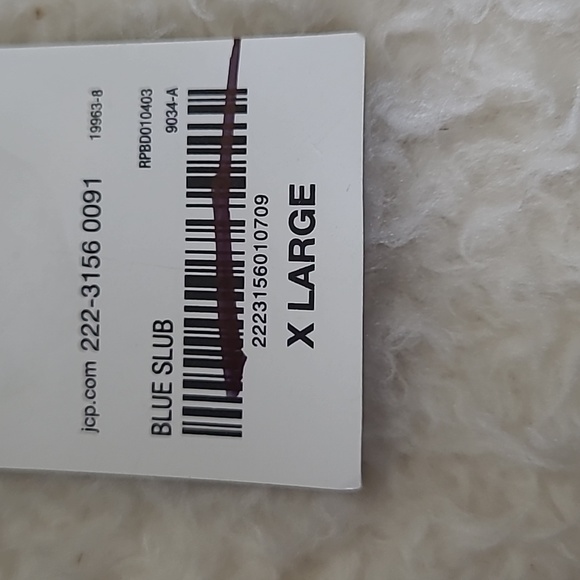 19963-8
jcp.com 222-3156 0091
RPBD010403
9034-A
BLUE SLUB
2223156010709
X LARGE